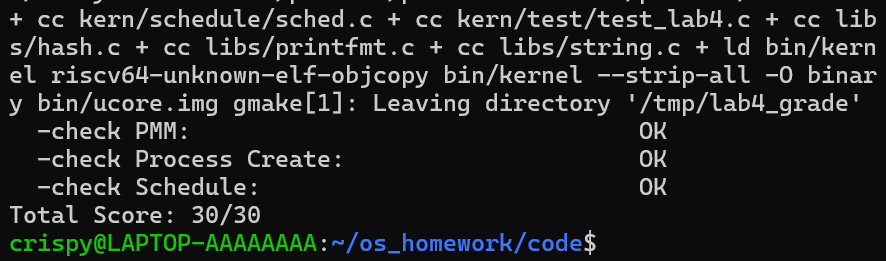 + cc kern/schedule/sched.c + cc kern/test/test_lab4.c + cc lib
s/hash.c + cc libs/printfmt.c + cc libs/string.c + ld bin/kern
el riscv64-unknown-elf-objcopy bin/kernel --strip-all -O binar
y bin/ucore.img gmake[1]: Leaving directory '/tmp/lab4_grade'
  -check PMM:                                OK
  -check Process Create:                     OK
  -check Schedule:                           OK
Total Score: 30/30
crispy@LAPTOP-AAAAAAAA:~/os_homework/code$